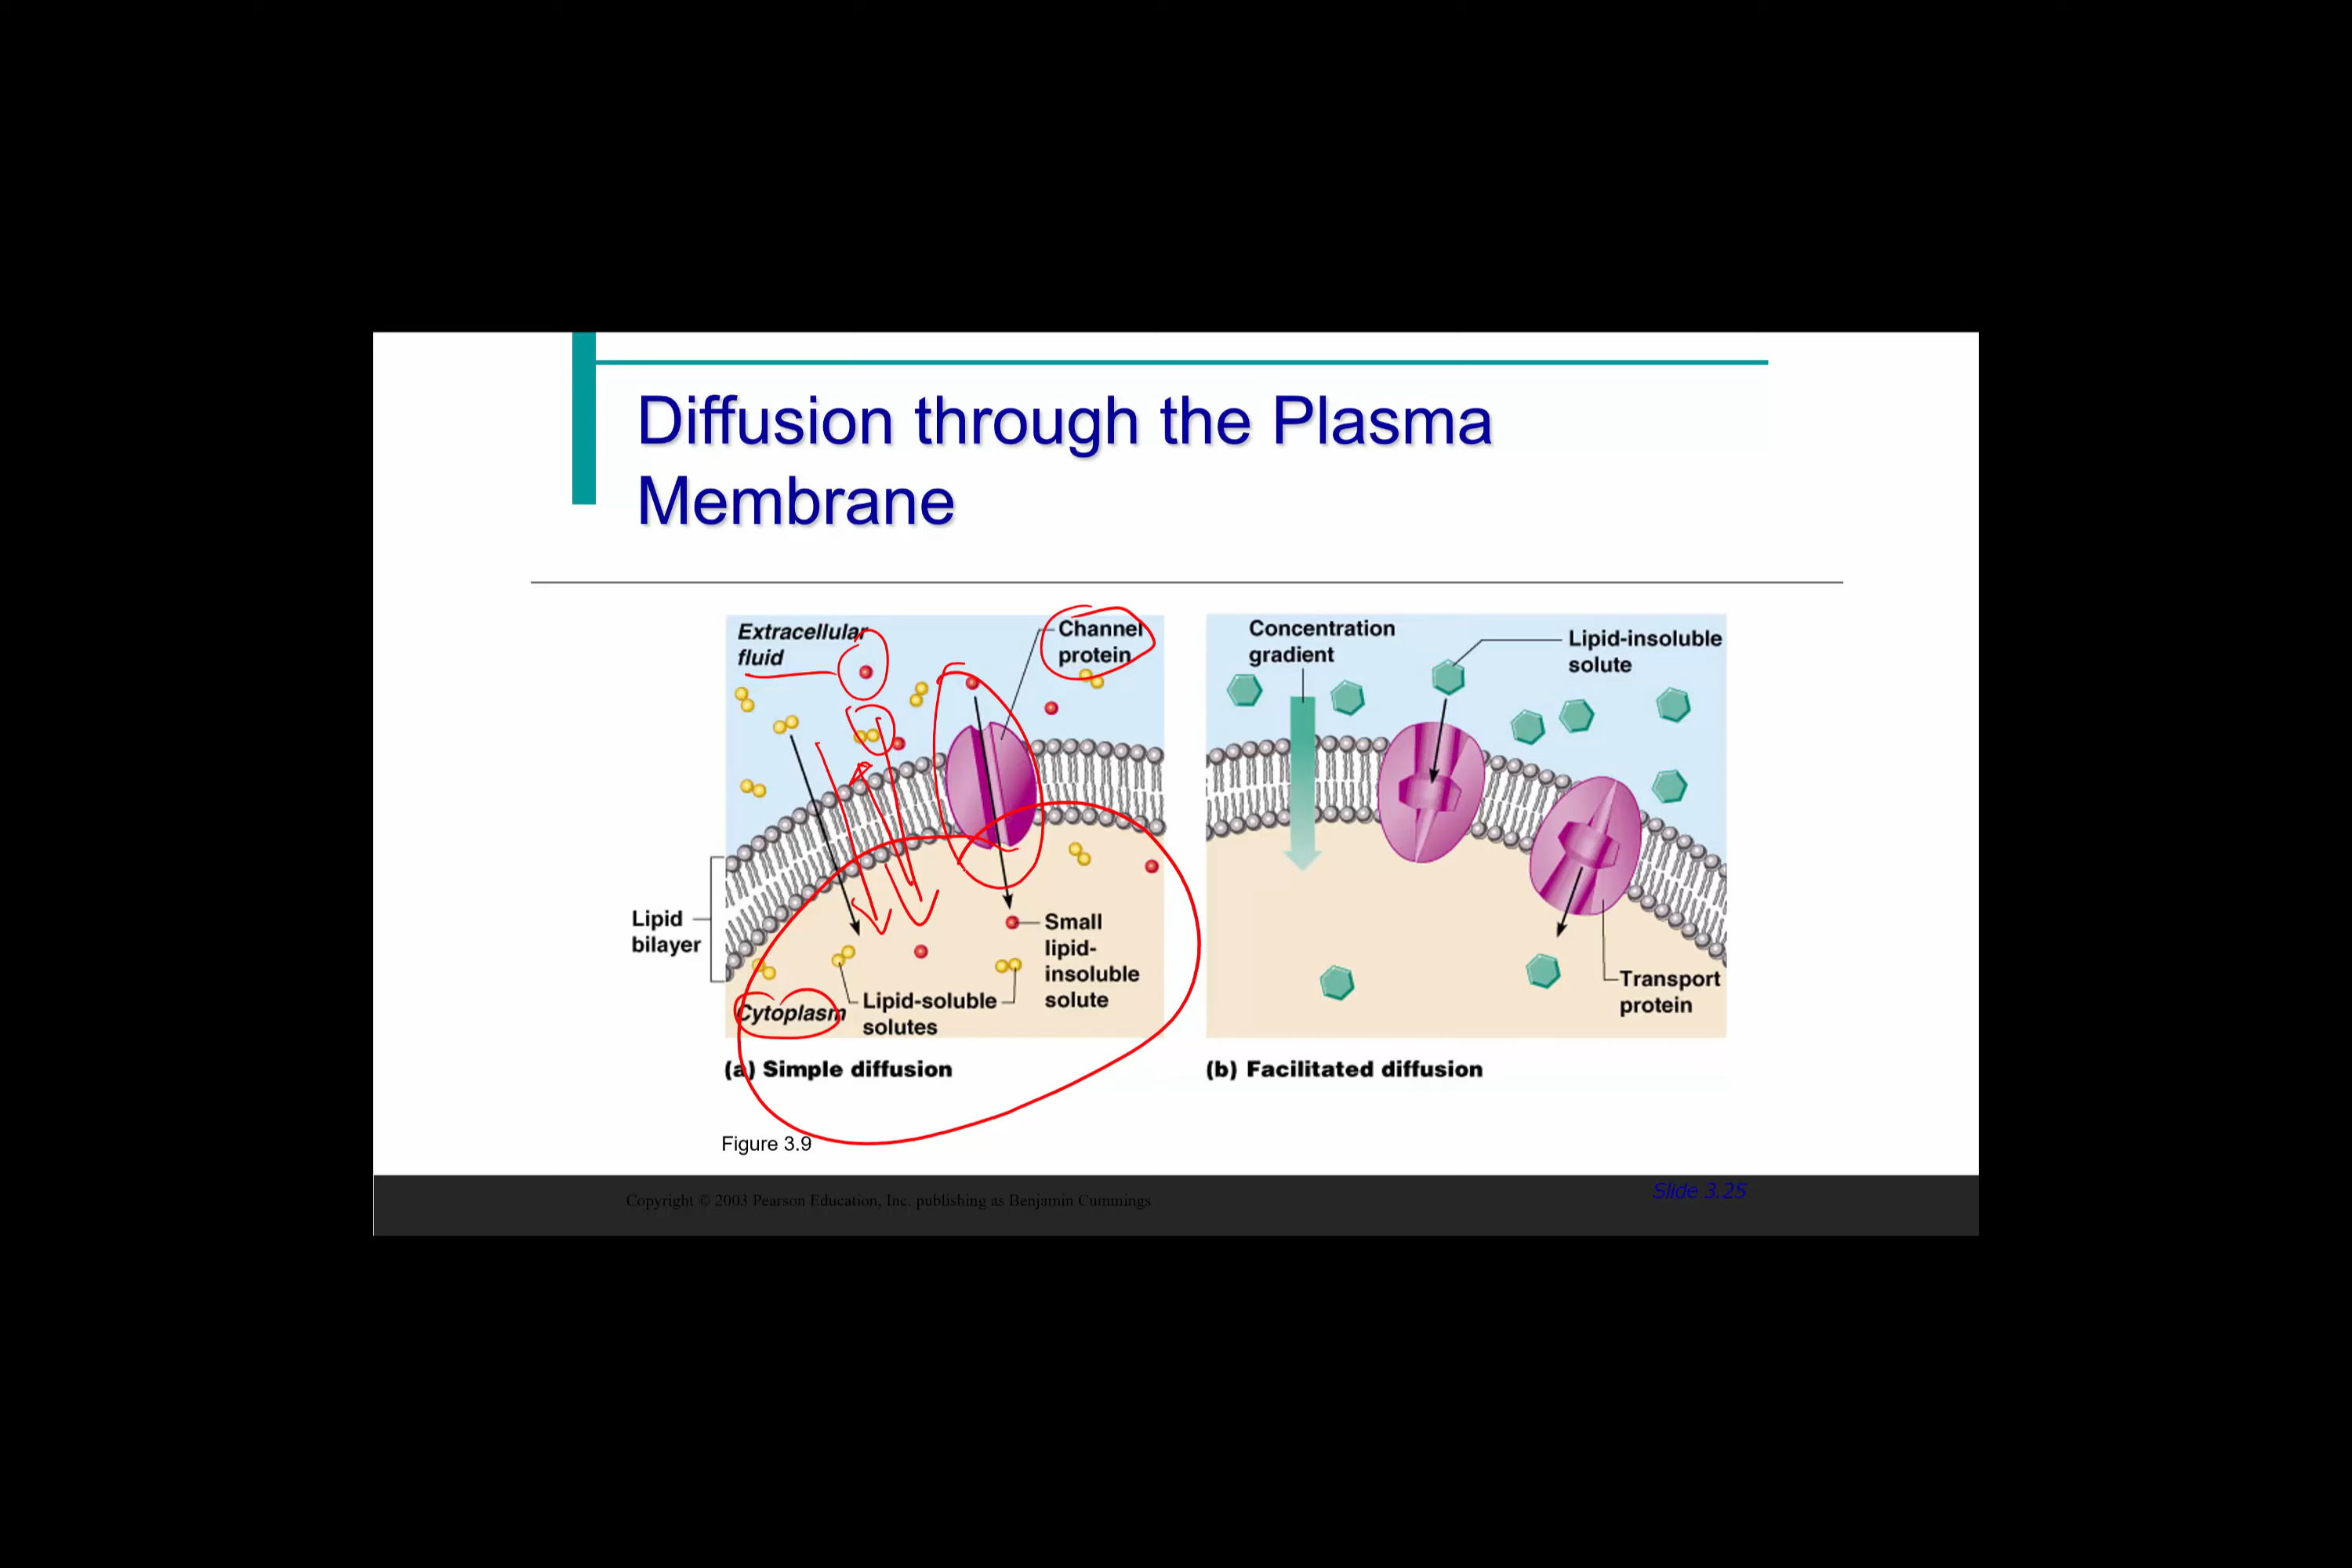 Diffusion through the Plasma
Membrane
Extracellular
fluid
Channel
protein
Lipid
bilayer
Small
lipid-
insoluble
solute
Lipid-soluble
solutes
Cytoplasm
(a) Simple diffusion
Concentration
gradient
Lipid-insoluble
solute
Transport
protein
(b) Facilitated diffusion
Figure 3.9
Copyright © 2003 Pearson Education, Inc. publishing as Benjamin Cummings
Slide 3.25